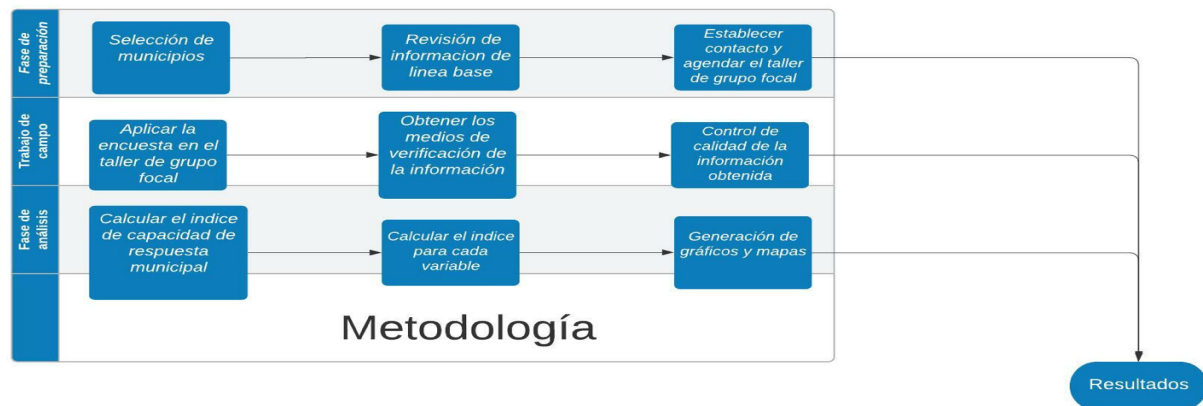 Fase de
preparación
Selección de
municipios
Revisión de
informacion de
linea base
Establecer
contacto y
agendar el taller
de grupo focal
Trabajo de
campo
Aplicar la
encuesta en el
taller de grupo
focal
Obtener los
medios de
verificación de
la información
Control de
calidad de la
información
obtenida
Fase de
análisis
Calcular el indice
de capacidad de
respuesta
municipal
Calcular el indice
para cada
variable
Generación de
gráficos y mapas
Metodología
Resultados